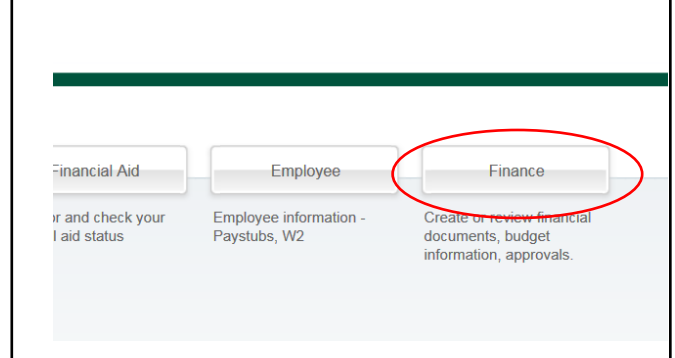 Financial Aid
Employee
Finance
or and check your
l aid status
Employee information -
Paystubs, W2
Create or review financial
documents, budget
information, approvals.